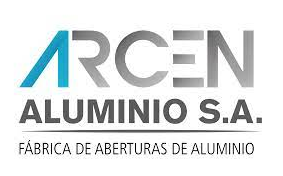 ARCEN
ALUMINIO S.A.
FÁBRICA DE ABERTURAS DE ALUMINIO